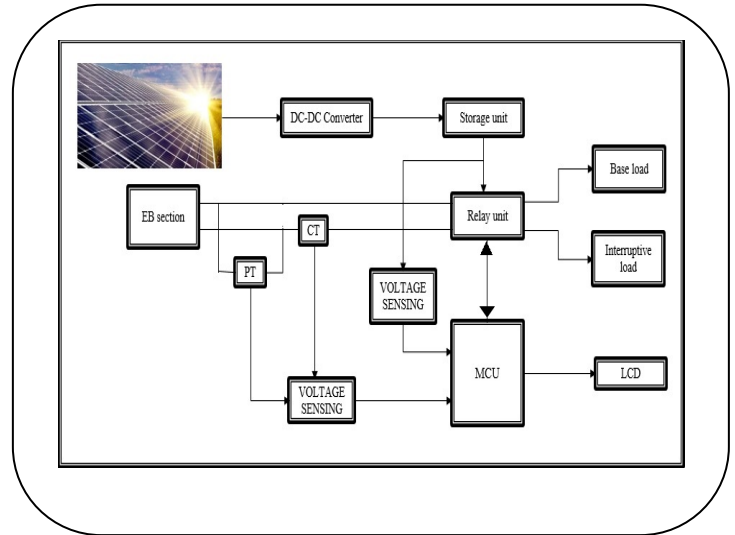 DC-DC Converter
Storage unit
Base load
EB section
Relay unit
CT
Interruptive
load
PT
VOLTAGE
SENSING
MCU
LCD
VOLTAGE
SENSING